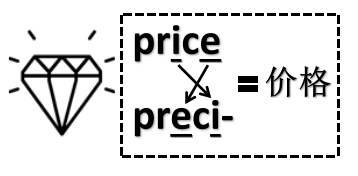 price
= 价格
preci-